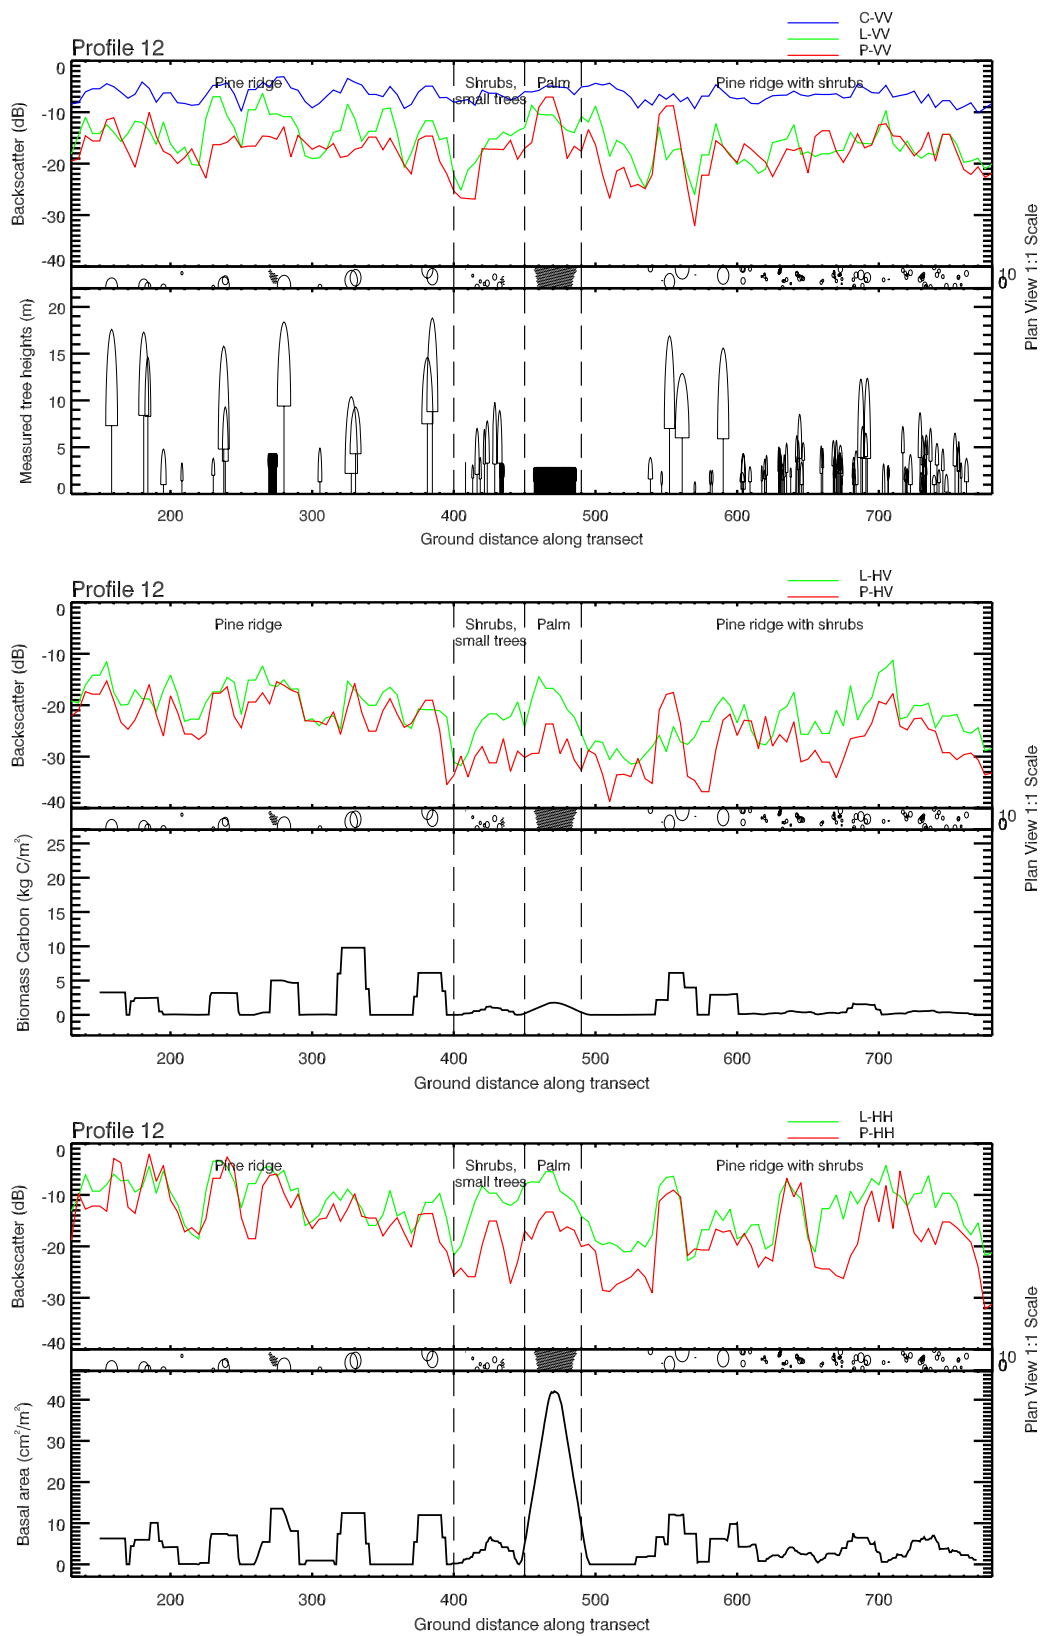 C-VV
L-VV
P-VV
Profile 12
Pine ridge
Shrubs,
small trees
Palm
Pine ridge with shrubs
Backscatter (dB)
0
-10
-20
-30
-40
Plan View 1:1 Scale
10
0
Measured tree heights (m)
20
15
10
5
0
200 300 400 500 600 700
Ground distance along transect
L-HV
P-HV
Profile 12
Pine ridge
Shrubs,
small trees
Palm
Pine ridge with shrubs
Backscatter (dB)
0
-10
-20
-30
-40
Plan View 1:1 Scale
10
0
Biomass Carbon (kg C/m²)
25
20
15
10
5
0
200 300 400 500 600 700
Ground distance along transect
L-HH
P-HH
Profile 12
Pine ridge
Shrubs,
small trees
Palm
Pine ridge with shrubs
Backscatter (dB)
0
-10
-20
-30
-40
Plan View 1:1 Scale
10
0
Basal area (cm²/m²)
40
30
20
10
0
200 300 400 500 600 700
Ground distance along transect